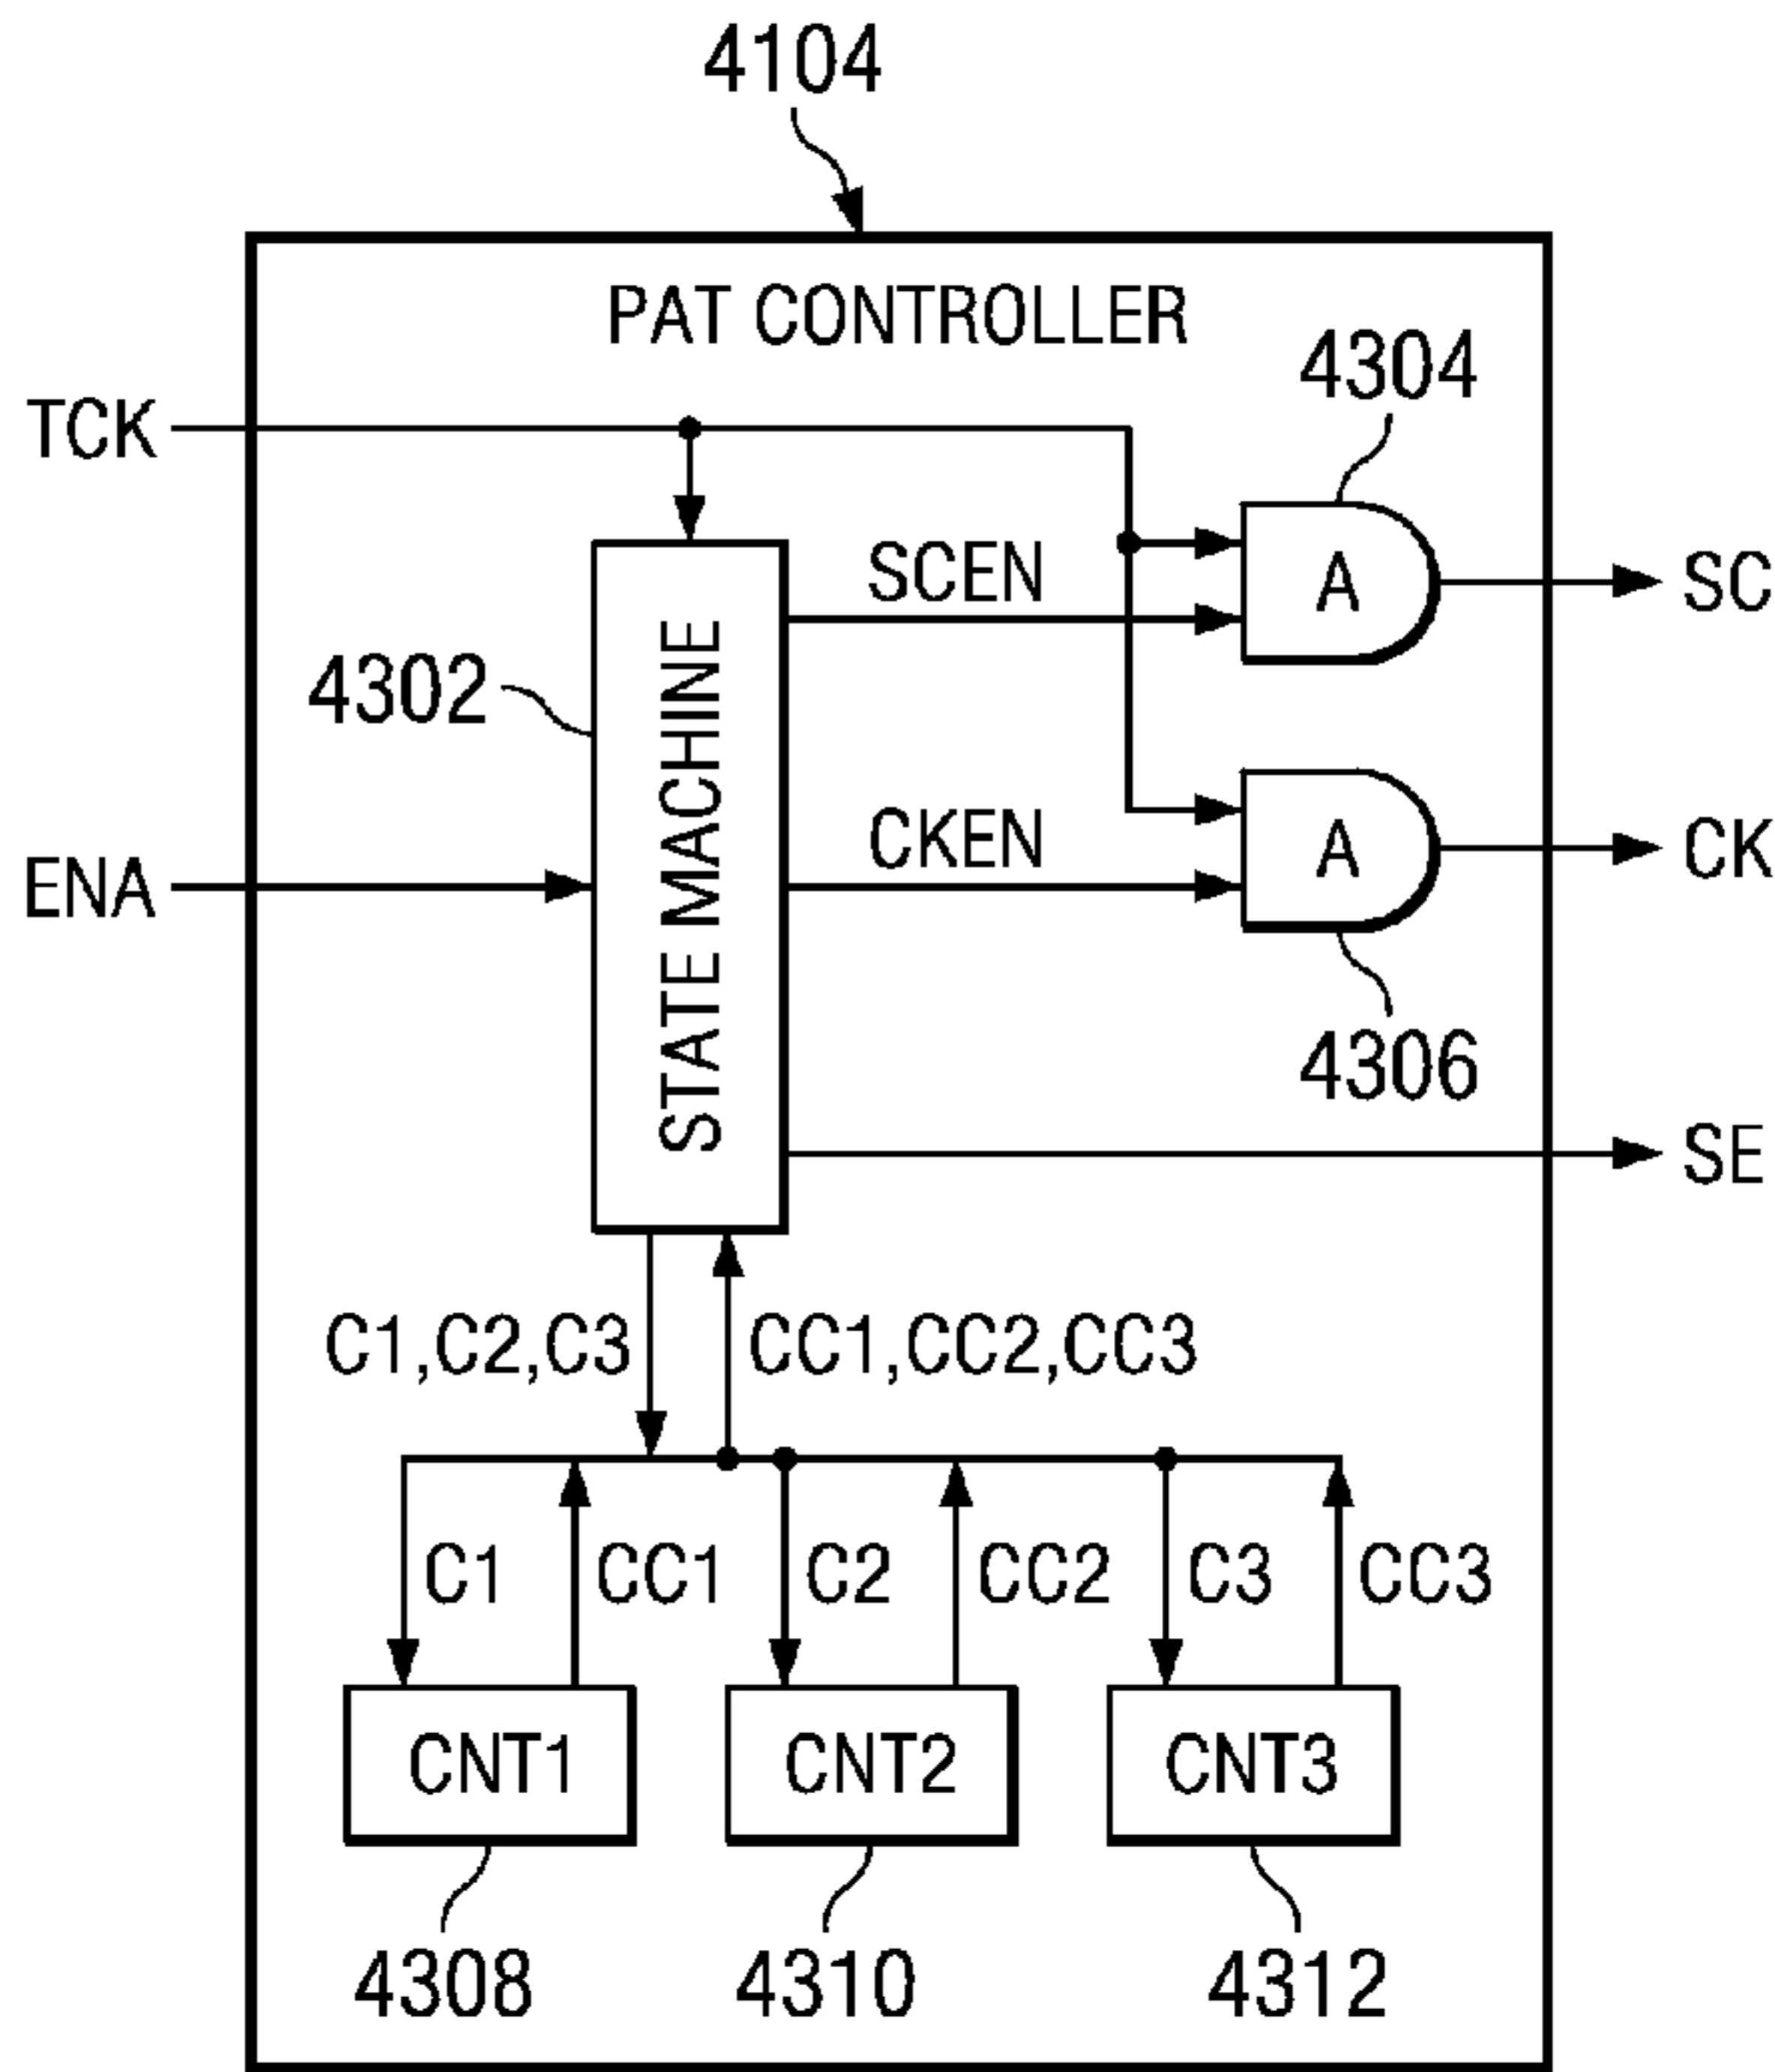 4104
PAT CONTROLLER
4304
TCK
SCEN
A
SC
4302
STATE MACHINE
CKEN
A
CK
ENA
4306
SE
C1,C2,C3
CC1,CC2,CC3
C1
CC1
C2
CC2
C3
CC3
CNT1
CNT2
CNT3
4308
4310
4312